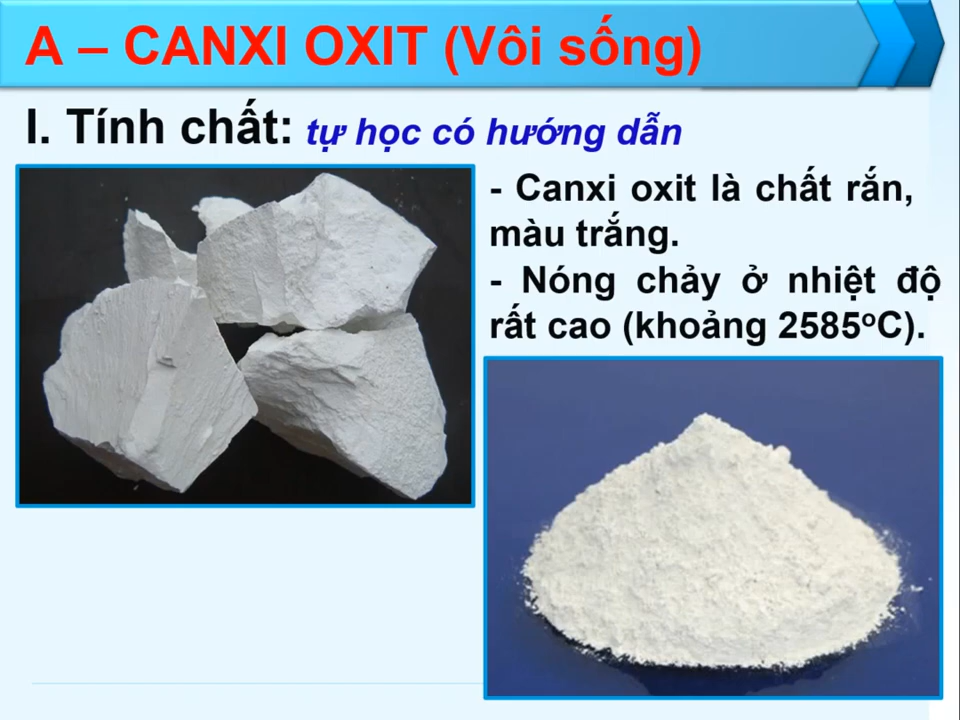 A – CANXI OXIT (Vôi sống)
I. Tính chất: tự học có hướng dẫn
- Canxi oxit là chất rắn,
màu trắng.
- Nóng chảy ở nhiệt độ
rất cao (khoảng 2585ºC).